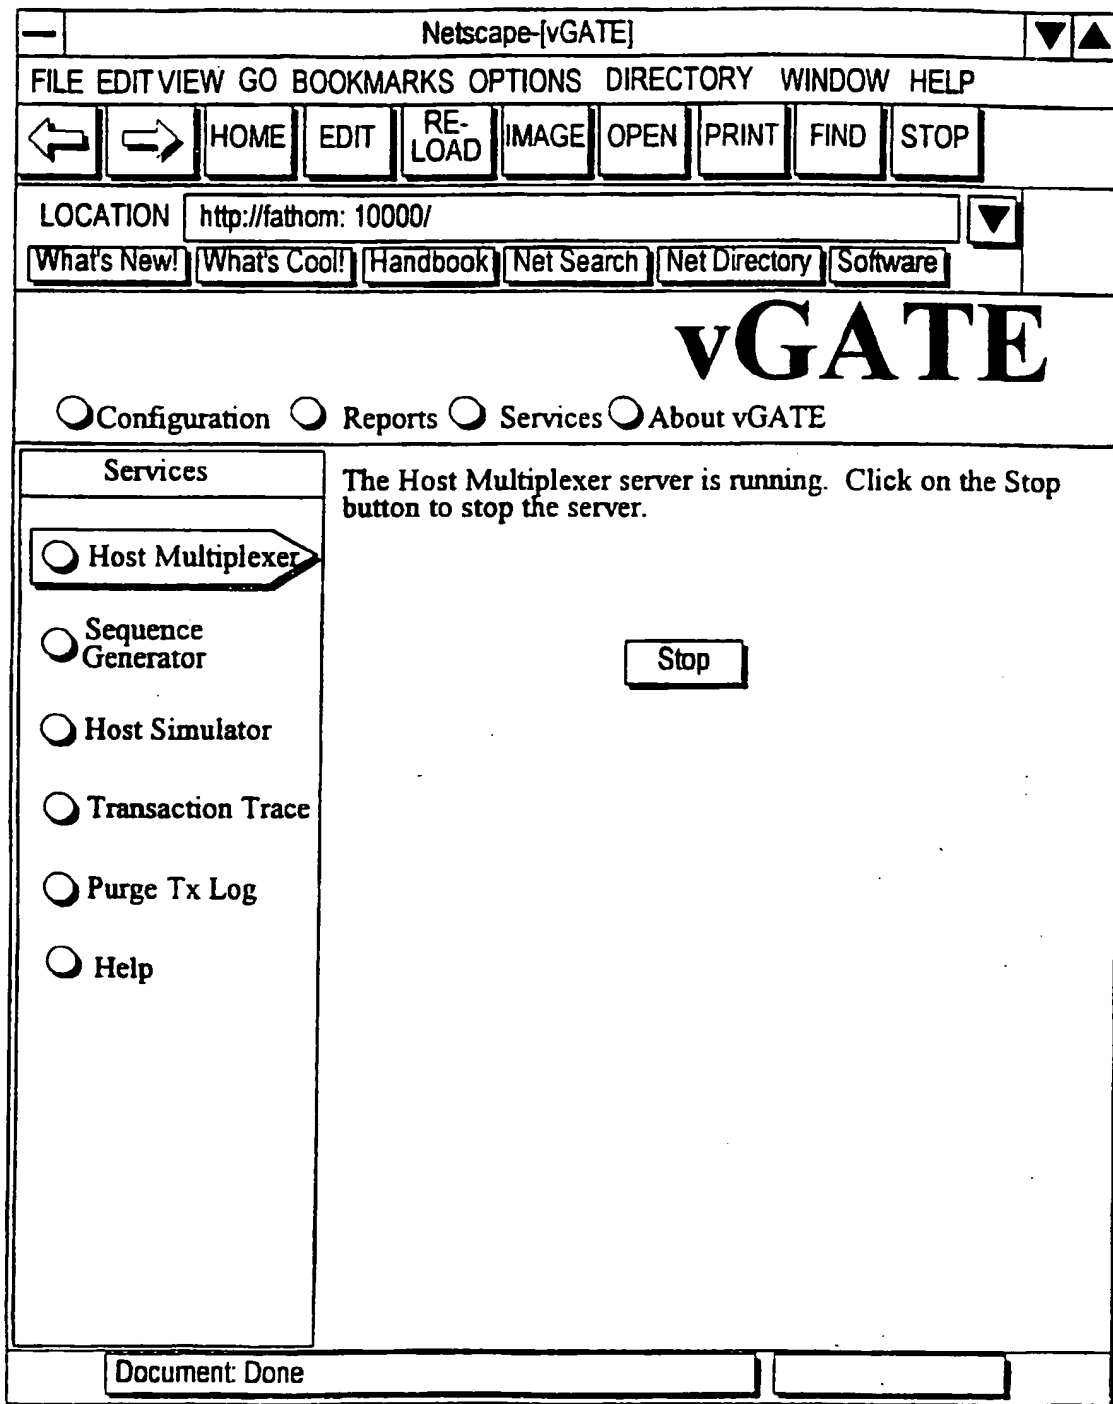 Netscape-[vGATE]
FILE EDIT VIEW GO BOOKMARKS OPTIONS DIRECTORY WINDOW HELP
HOME EDIT RE-LOAD IMAGE OPEN PRINT FIND STOP
LOCATION http://fathom: 10000/
What's New! What's Cool! Handbook Net Search Net Directory Software
vGATE
Configuration Reports Services About vGATE
Services
Host Multiplexer
Sequence
Generator
Host Simulator
Transaction Trace
Purge Tx Log
Help
The Host Multiplexer server is running. Click on the Stop
button to stop the server.
Stop
Document: Done